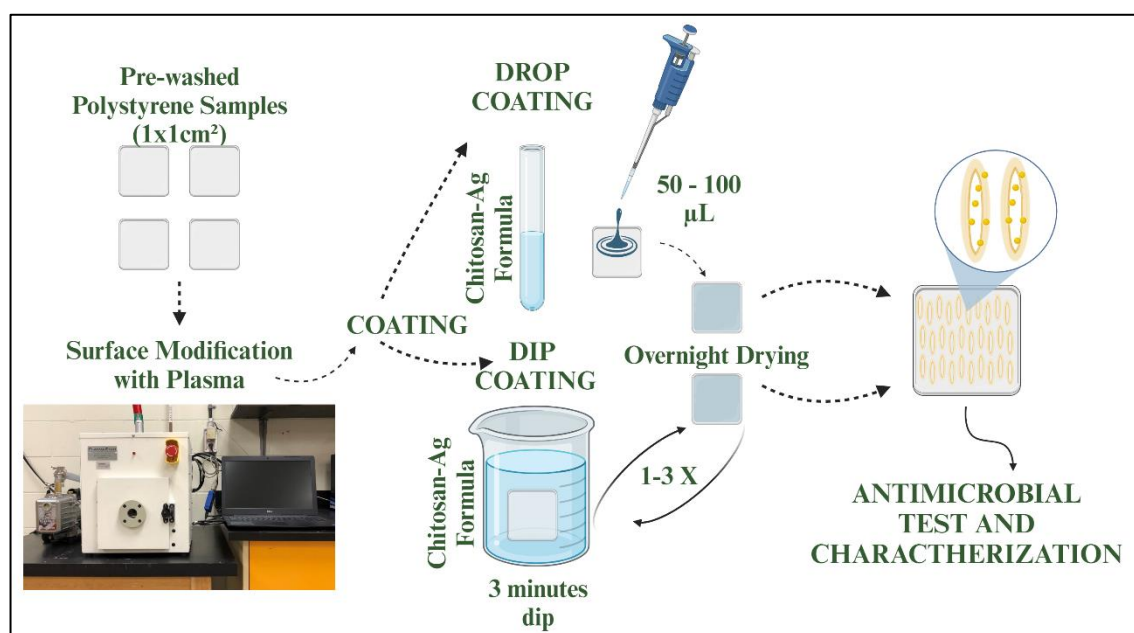 Pre-washed
Polystyrene Samples
(1x1cm²)
Surface Modification
with Plasma
COATING
DROP
COATING
Chitosan-Ag
Formula
50 - 100
µL
DIP
COATING
Chitosan-Ag
Formula
3 minutes
dip
1-3 X
Overnight Drying
ANTIMICROBIAL
TEST AND
CHARACTHERIZATION